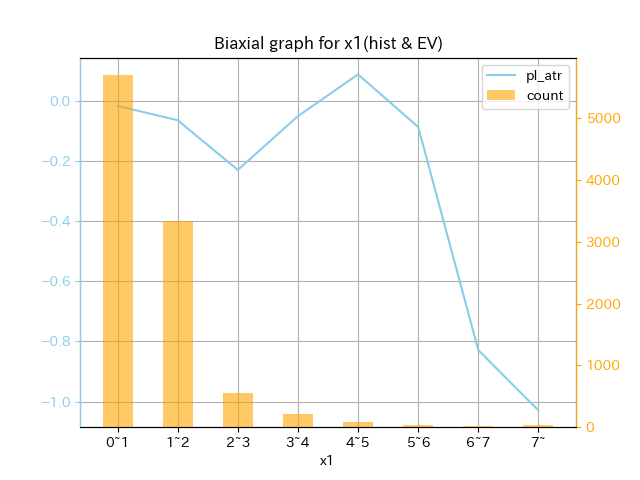 Biaxial graph for x1(hist & EV)
pl_atr
count
0.0
−0.2
−0.4
−0.6
−0.8
−1.0
5000
4000
3000
2000
1000
0
0~1 1~2 2~3 3~4 4~5 5~6 6~7 7~
x1